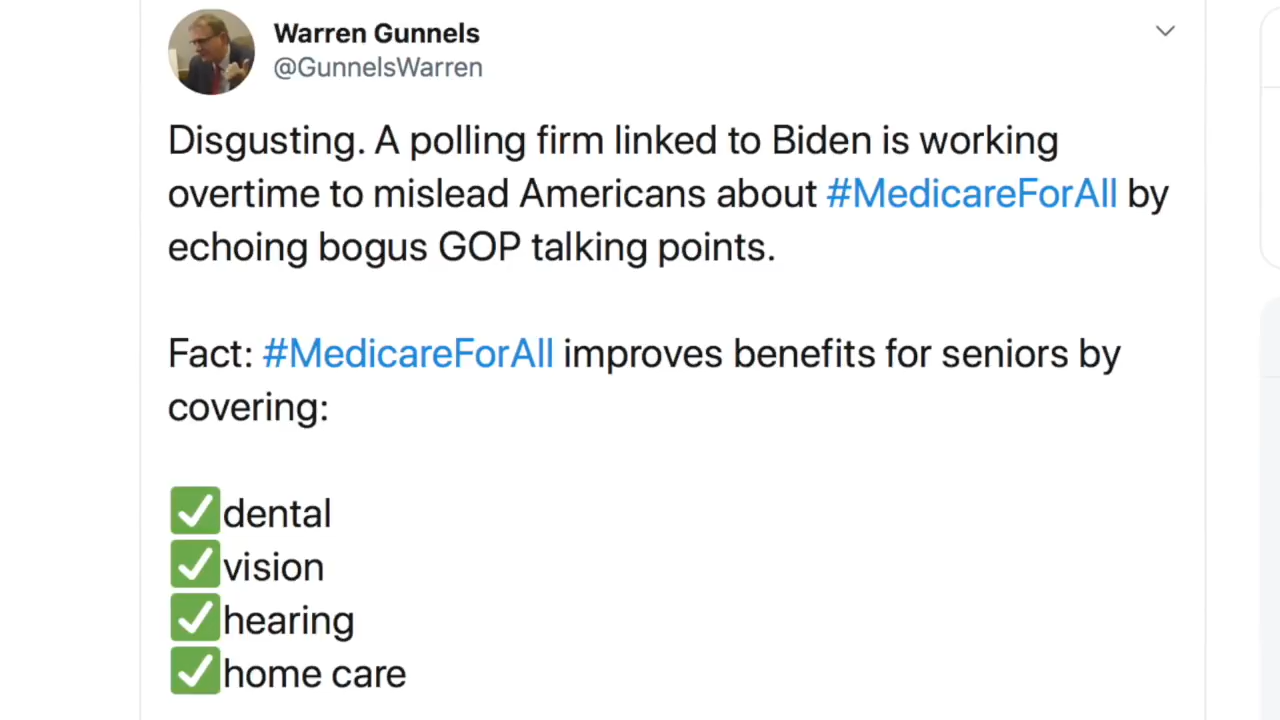 Warren Gunnels
@GunnelsWarren
Disgusting. A polling firm linked to Biden is working
overtime to mislead Americans about #MedicareForAll by
echoing bogus GOP talking points.
Fact: #MedicareForAll improves benefits for seniors by
covering:
✅dental
✅vision
✅hearing
✅home care